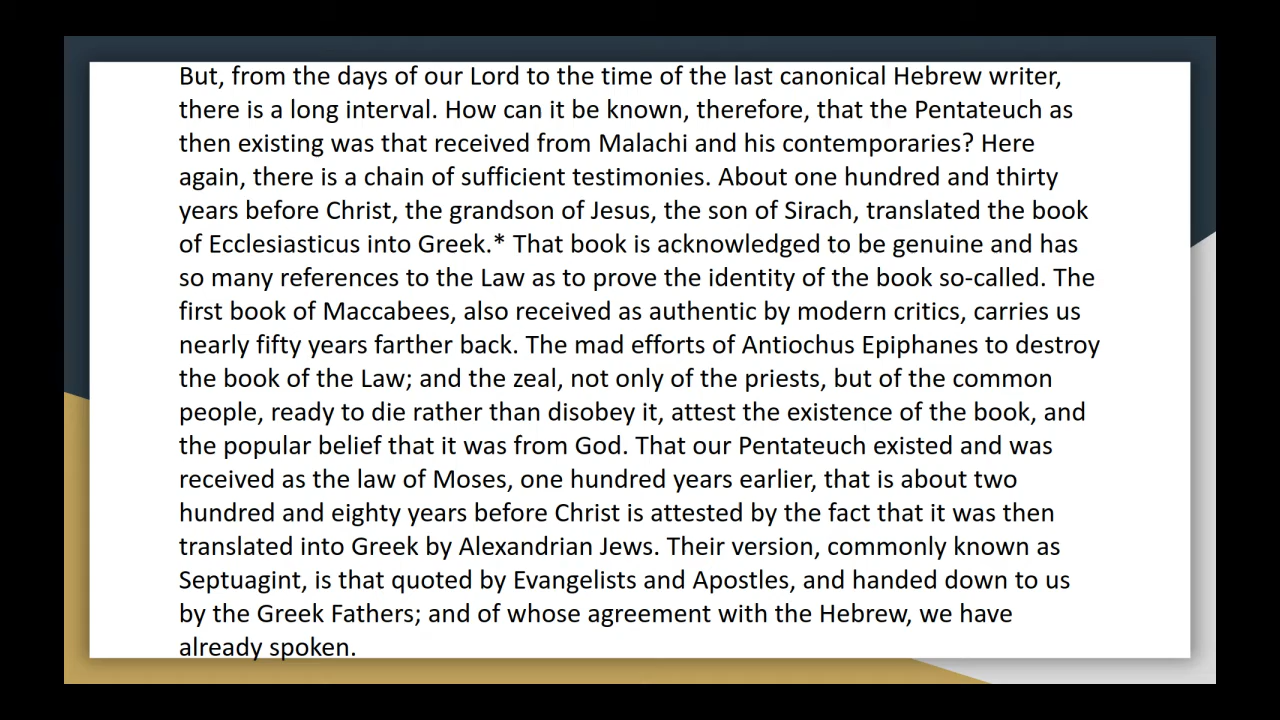 But, from the days of our Lord to the time of the last canonical Hebrew writer,
there is a long interval. How can it be known, therefore, that the Pentateuch as
then existing was that received from Malachi and his contemporaries? Here
again, there is a chain of sufficient testimonies. About one hundred and thirty
years before Christ, the grandson of Jesus, the son of Sirach, translated the book
of Ecclesiasticus into Greek.* That book is acknowledged to be genuine and has
so many references to the Law as to prove the identity of the book so-called. The
first book of Maccabees, also received as authentic by modern critics, carries us
nearly fifty years farther back. The mad efforts of Antiochus Epiphanes to destroy
the book of the Law; and the zeal, not only of the priests, but of the common
people, ready to die rather than disobey it, attest the existence of the book, and
the popular belief that it was from God. That our Pentateuch existed and was
received as the law of Moses, one hundred years earlier, that is about two
hundred and eighty years before Christ is attested by the fact that it was then
translated into Greek by Alexandrian Jews. Their version, commonly known as
Septuagint, is that quoted by Evangelists and Apostles, and handed down to us
by the Greek Fathers; and of whose agreement with the Hebrew, we have
already spoken.